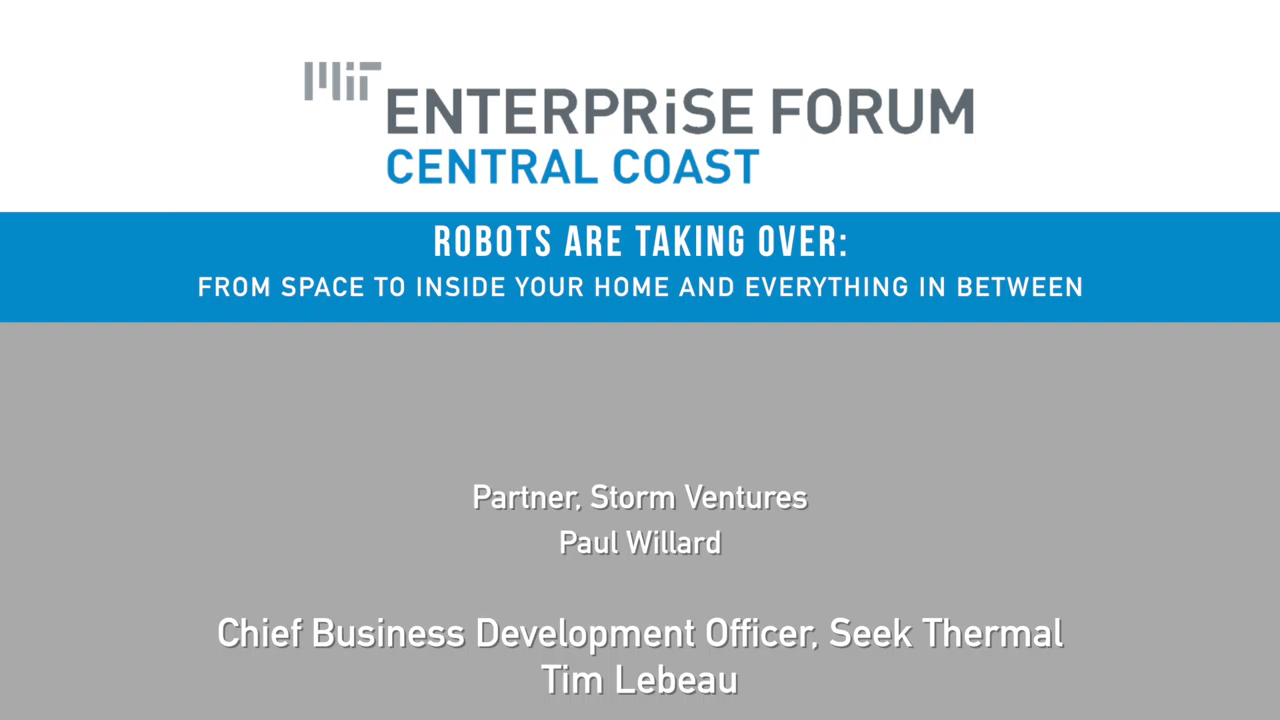 MIT
ENTERPRiSE FORUM
CENTRAL COAST
ROBOTS ARE TAKING OVER:
FROM SPACE TO INSIDE YOUR HOME AND EVERYTHING IN BETWEEN
Partner, Storm Ventures
Paul Willard
Chief Business Development Officer, Seek Thermal
Tim Lebeau